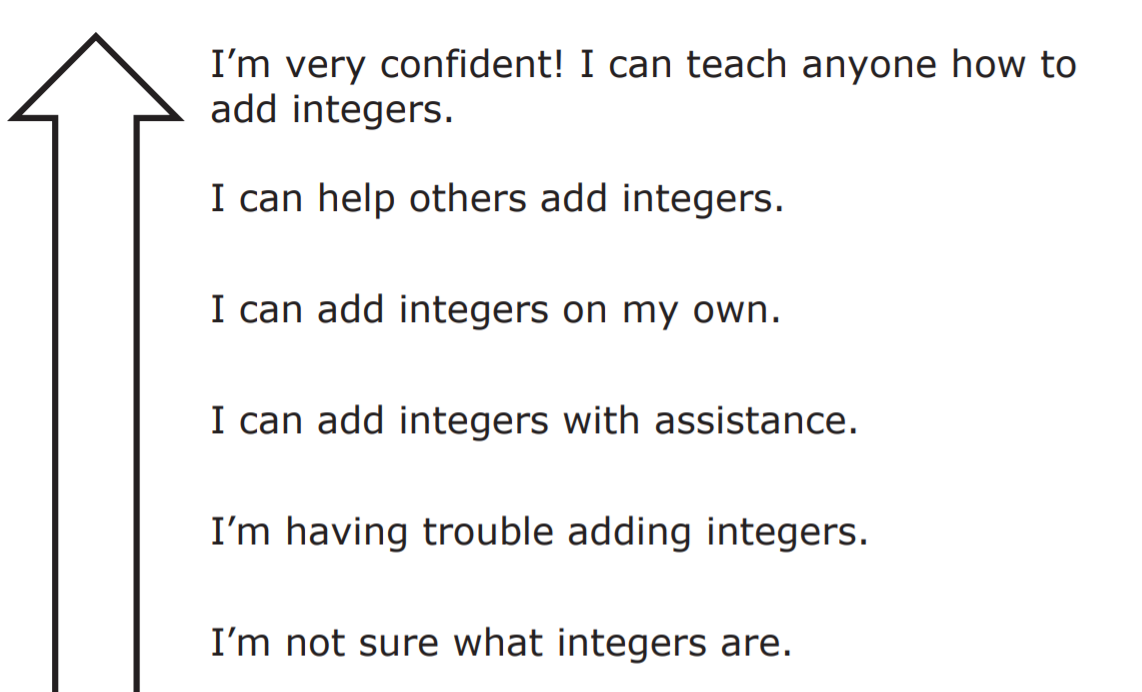 I’m very confident! I can teach anyone how to
add integers.
I can help others add integers.
I can add integers on my own.
I can add integers with assistance.
I’m having trouble adding integers.
I’m not sure what integers are.